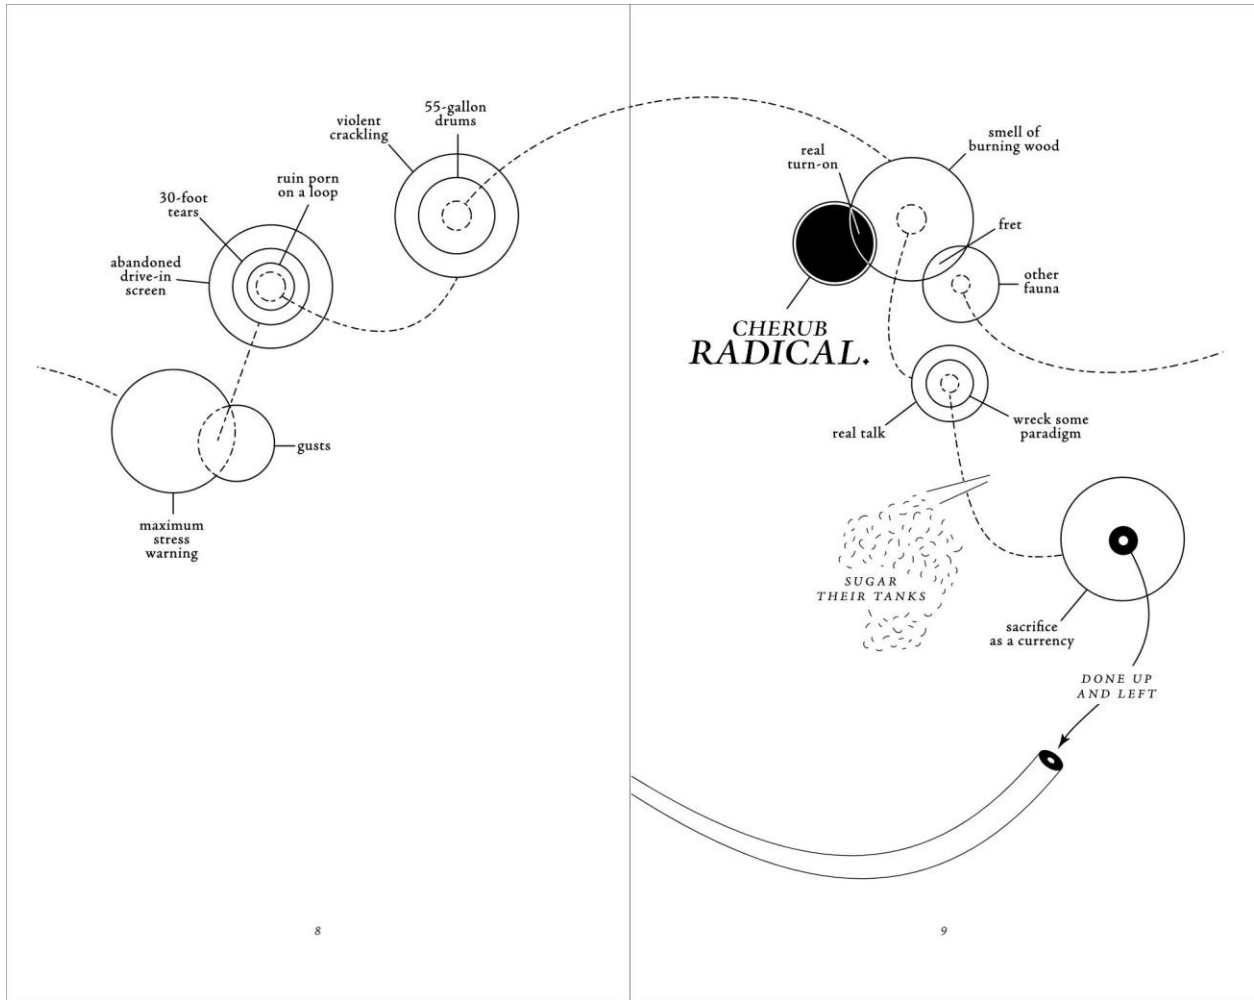 55-gallon
drums
violent
crackling
ruin porn
on a loop
30-foot
tears
abandoned
drive-in
screen
gusts
maximum
stress
warning
8
smell of
burning wood
real
turn-on
fret
other
fauna
CHERUB
RADICAL.
real talk
wreck some
paradigm
SUGAR
THEIR TANKS
sacrifice
as a currency
DONE UP
AND LEFT
9